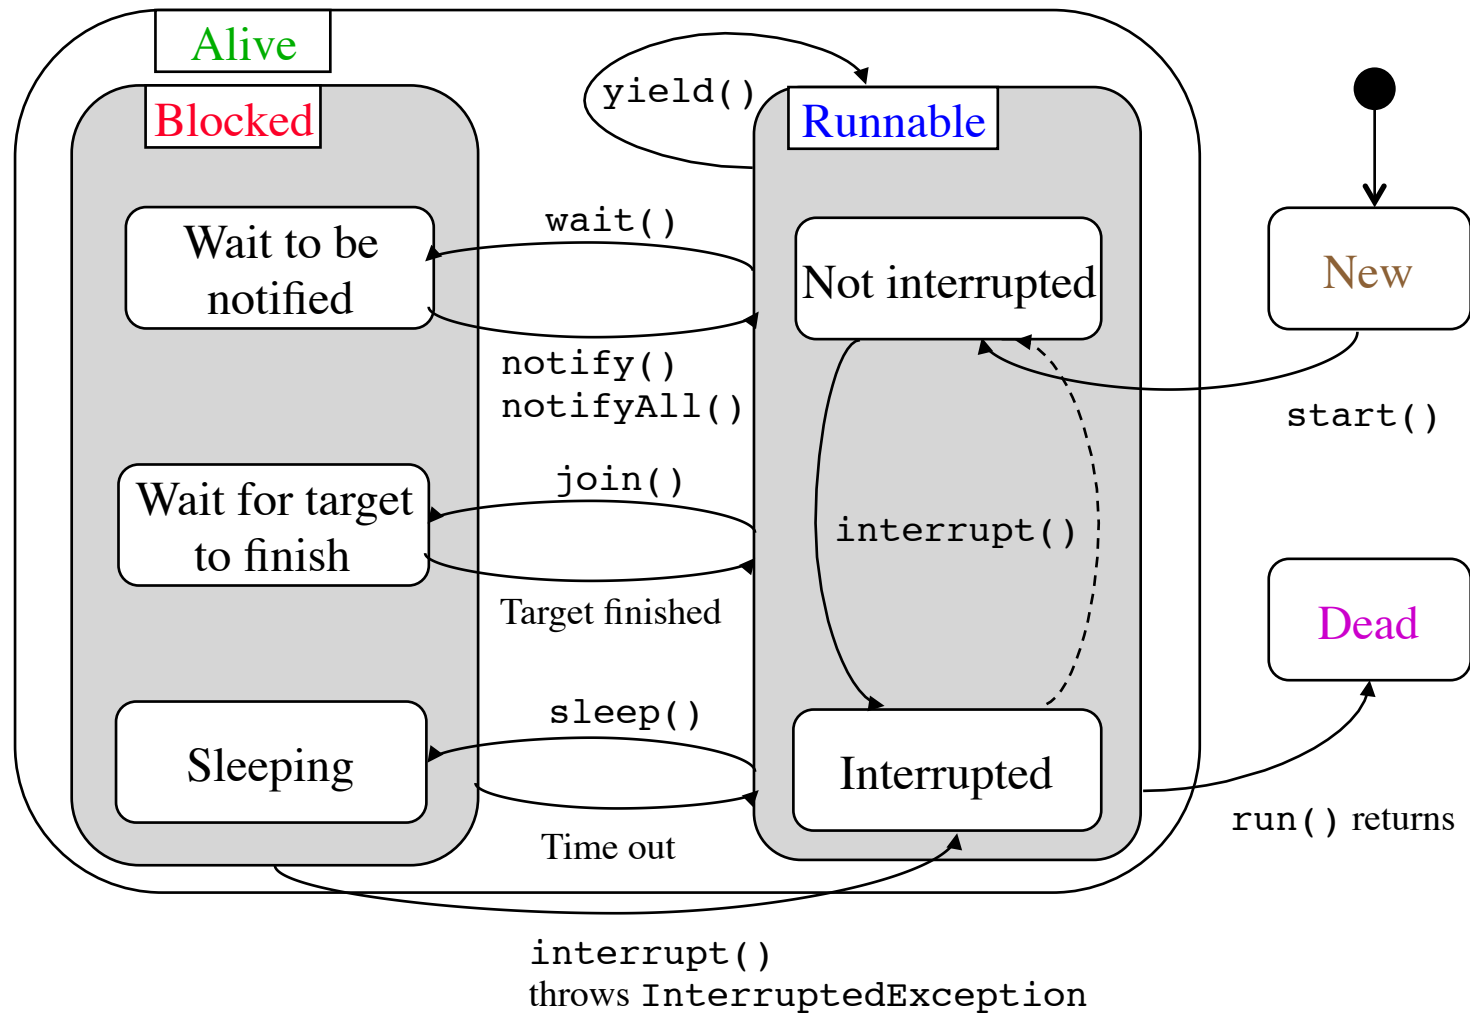 Alive
Blocked
yield()
Runnable
Wait to be
notified
wait()
Not interrupted
New
notify()
notifyAll()
start()
Wait for target
to finish
join()
interrupt()
Target finished
Dead
Sleeping
sleep()
Interrupted
Time out
run() returns
interrupt()
throws InterruptedException